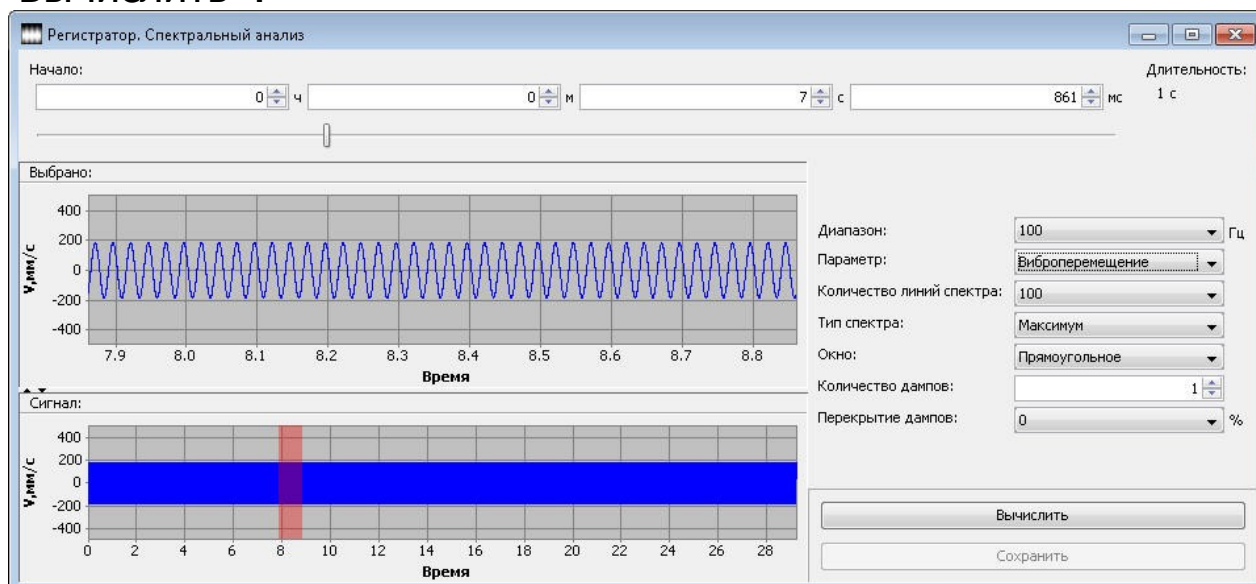 Вычислить".
Регистратор. Спектральный анализ
Начало:
Длительность:
0 ч 0 м 7 с 861 мс 1 с
Выбрано:
400
200
0
-200
-400
V,мм/с
7.9 8.0 8.1 8.2 8.3 8.4 8.5 8.6 8.7 8.8
Время
Диапазон: 100 Гц
Параметр: Виброперемещение
Количество линий спектра: 100
Тип спектра: Максимум
Окно: Прямоугольное
Количество дампов: 1
Перекрытие дампов: 0 %
Сигнал:
400
200
0
-200
-400
V,мм/с
0 2 4 6 8 10 12 14 16 18 20 22 24 26 28
Время
Вычислить
Сохранить